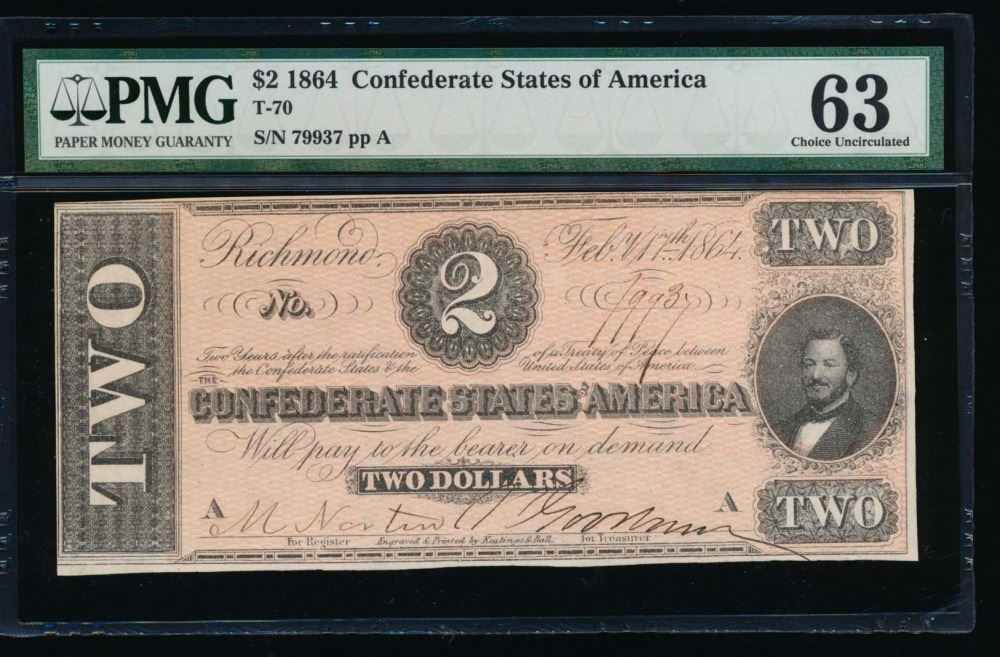 PMG
PAPER MONEY GUARANTY
$2 1864 Confederate States of America
T-70
S/N 79937 pp A
63
Choice Uncirculated
TWO
Richmond,
2
Feb. 17th, 1864.
TWO
No.
Two Years after the ratification of a Treaty of Peace between
the Confederate States & the United States of America
THE
CONFEDERATE STATES AMERICA
Will pay to the bearer on demand
TWO DOLLARS
A
A
TWO
M Norton
For Register
Engraved & Printed by Keatinge & Ball.
for Treasurer